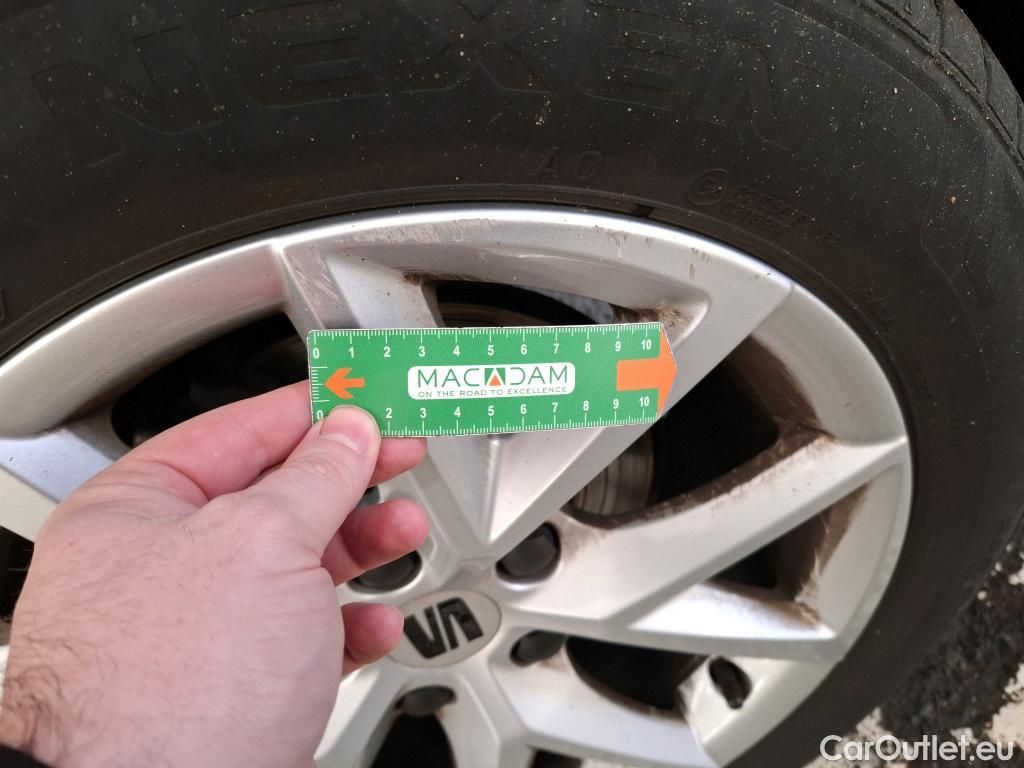 NEXEN
AO
0 1 2 3 4 5 6 7 8 9 10
MACADAM
ON THE ROAD TO EXCELLENCE
0 2 3 4 5 6 7 8 9 10
CarOutlet.eu